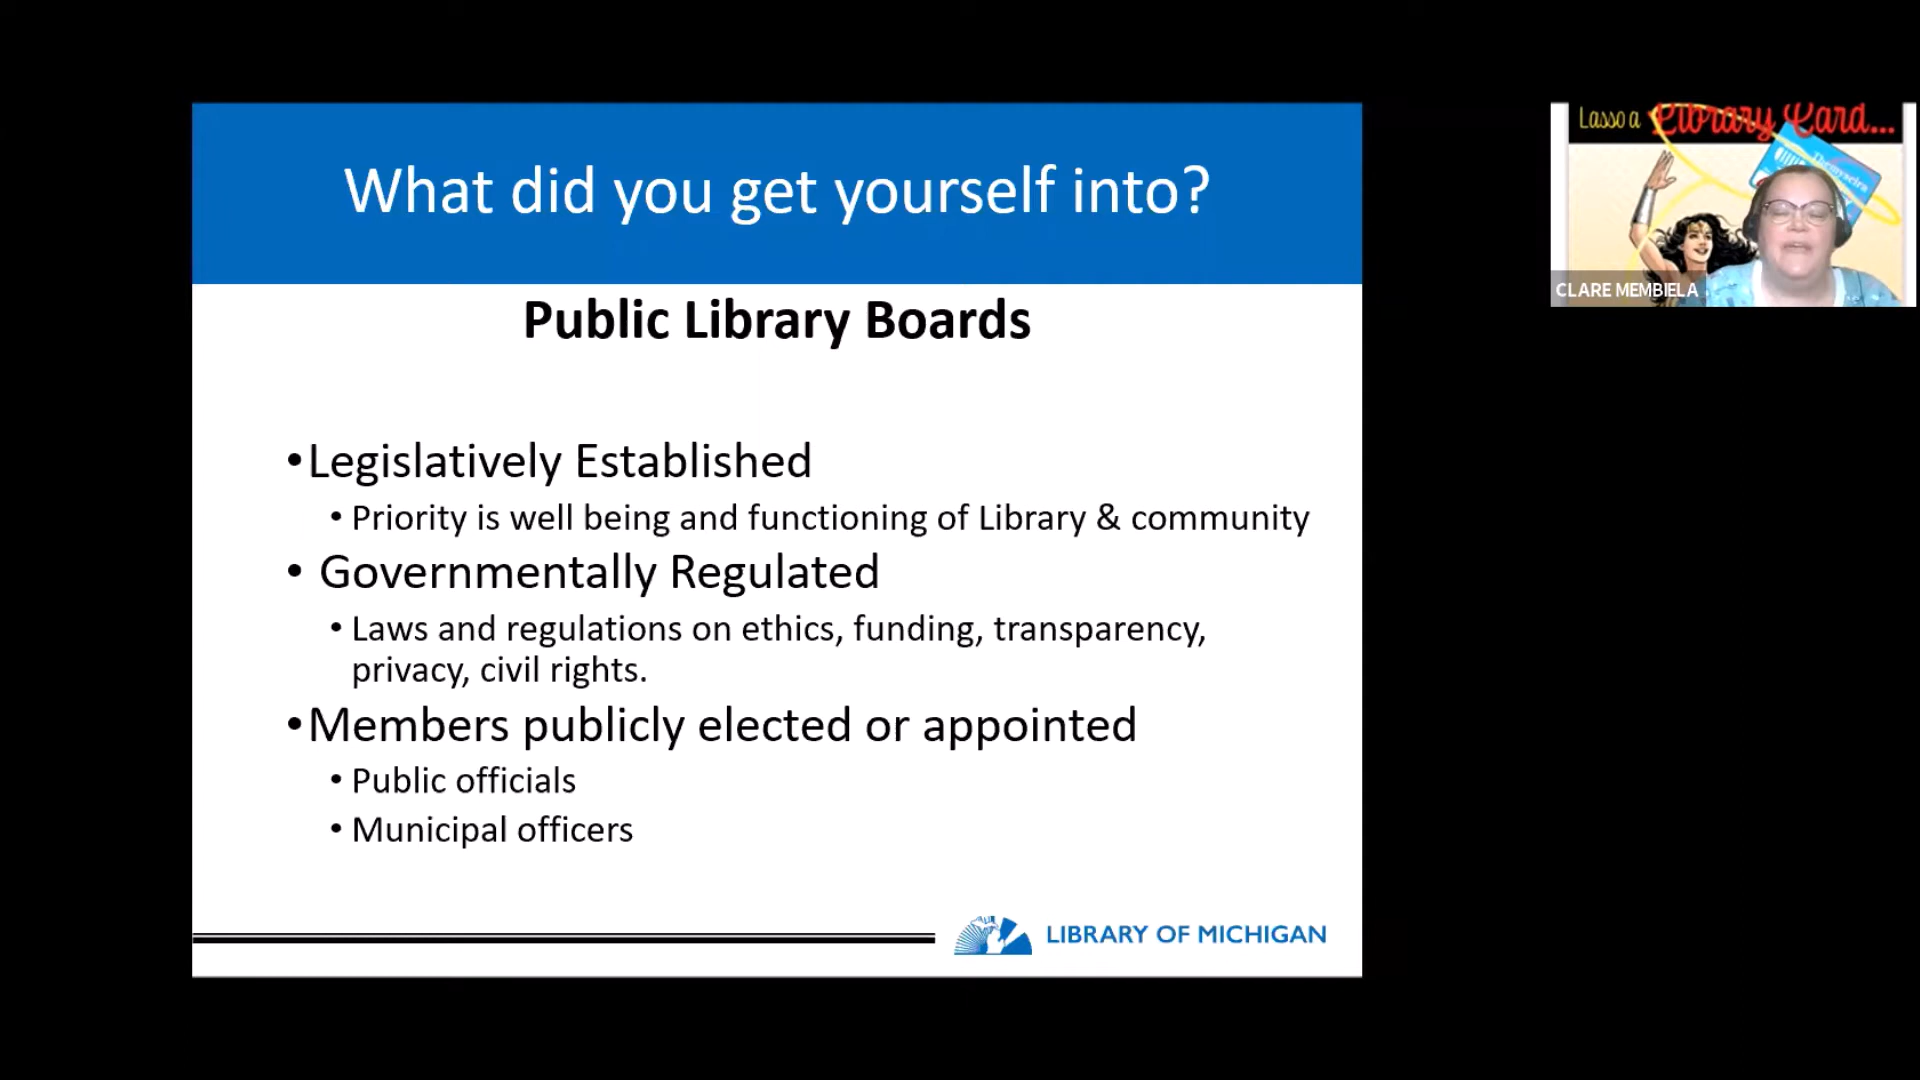 What did you get yourself into?
Public Library Boards
•Legislatively Established
• Priority is well being and functioning of Library & community
• Governmentally Regulated
• Laws and regulations on ethics, funding, transparency,
privacy, civil rights.
•Members publicly elected or appointed
• Public officials
• Municipal officers
LIBRARY OF MICHIGAN
Lasso a Library Card...
CLARE MEMBIELA